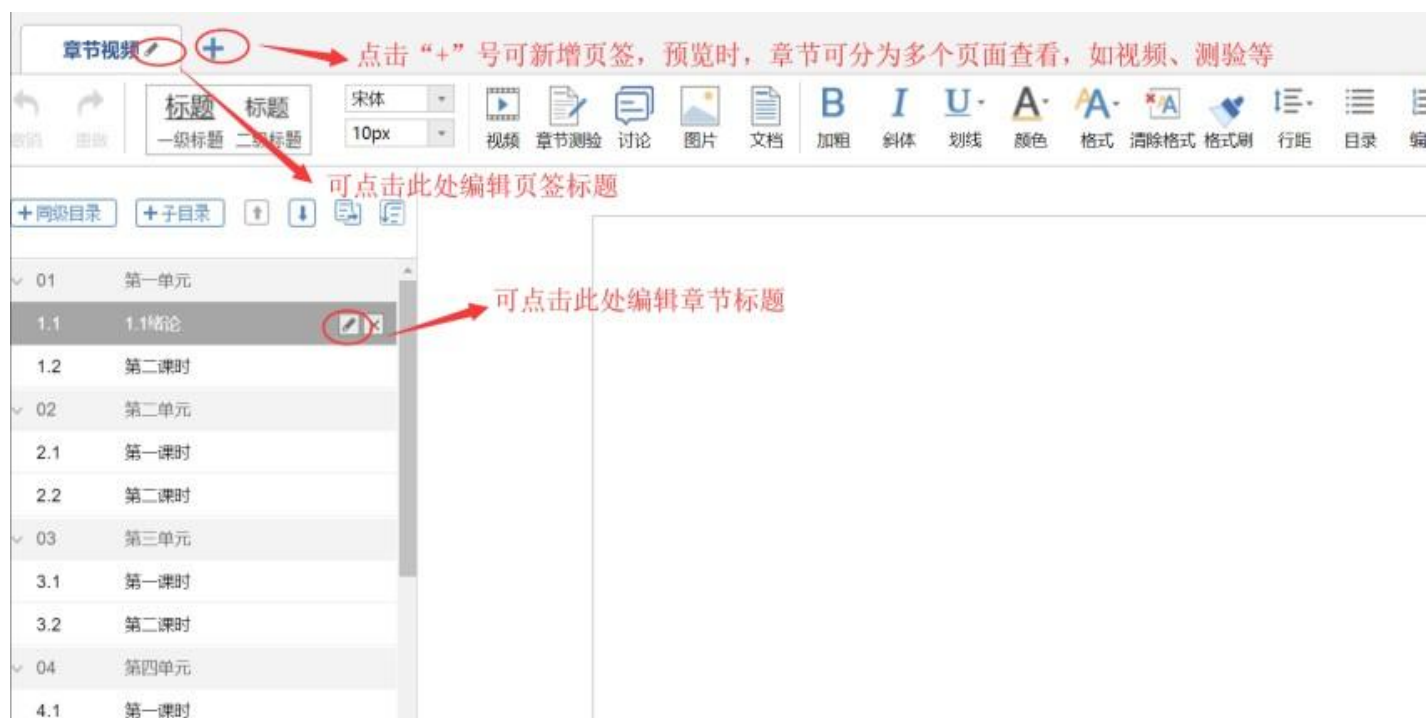 章节视频
点击“+”号可新增页签，预览时，章节可分为多个页面查看，如视频、测验等
标题 标题 宋体
一级标题 二级标题 10px
撤销 重做 视频 章节测验 讨论 图片 文档 B 加粗 I 斜体 U 划线 A 颜色 AA 格式 A 清除格式 格式刷 行距 目录
可点击此处编辑页签标题
+同级目录 +子目录
01 第一单元
可点击此处编辑章节标题
1.1 1.1绪论
1.2 第二课时
02 第二单元
2.1 第一课时
2.2 第二课时
03 第三单元
3.1 第一课时
3.2 第二课时
04 第四单元
4.1 第一课时